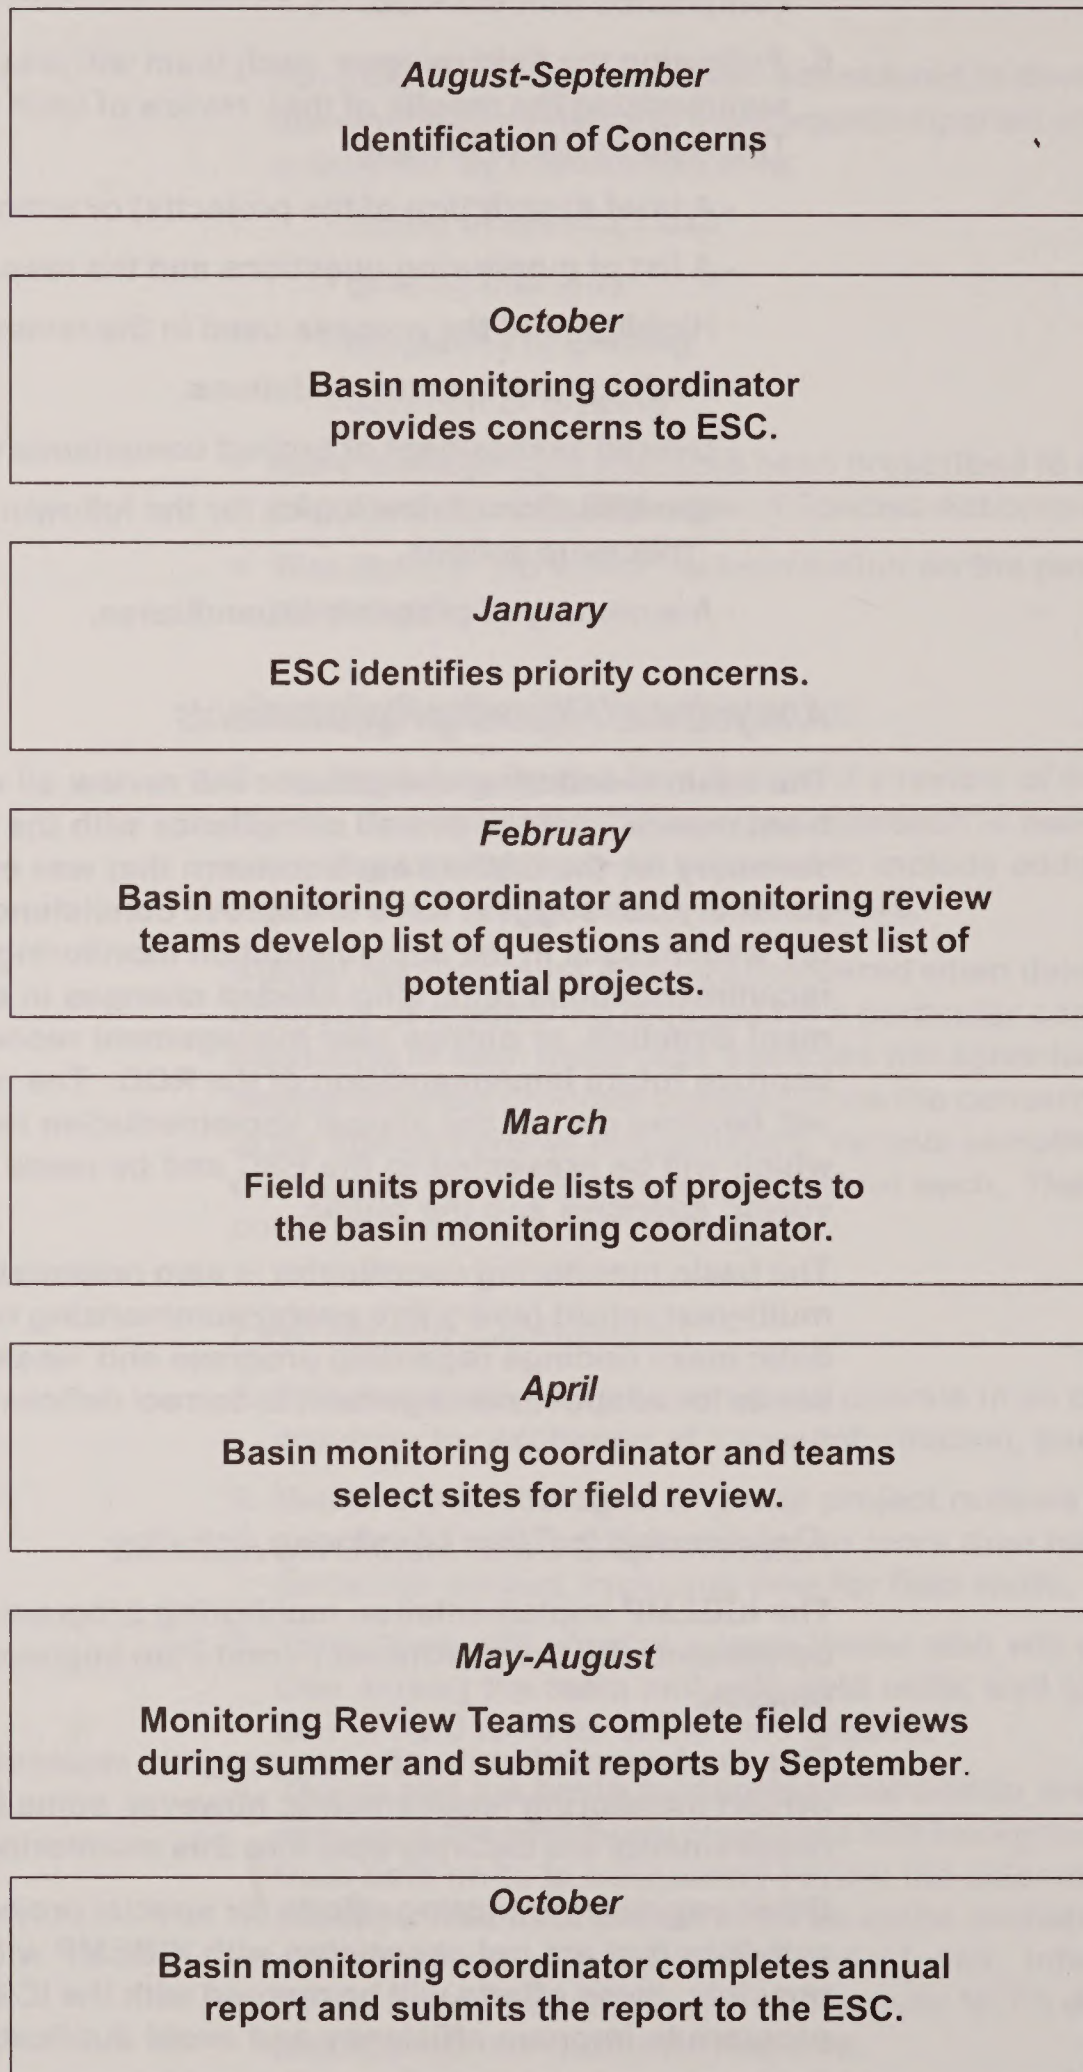 August-September
Identification of Concerns
October
Basin monitoring coordinator
provides concerns to ESC.
January
ESC identifies priority concerns.
February
Basin monitoring coordinator and monitoring review
teams develop list of questions and request list of
potential projects.
March
Field units provide lists of projects to
the basin monitoring coordinator.
April
Basin monitoring coordinator and teams
select sites for field review.
May-August
Monitoring Review Teams complete field reviews
during summer and submit reports by September.
October
Basin monitoring coordinator completes annual
report and submits the report to the ESC.